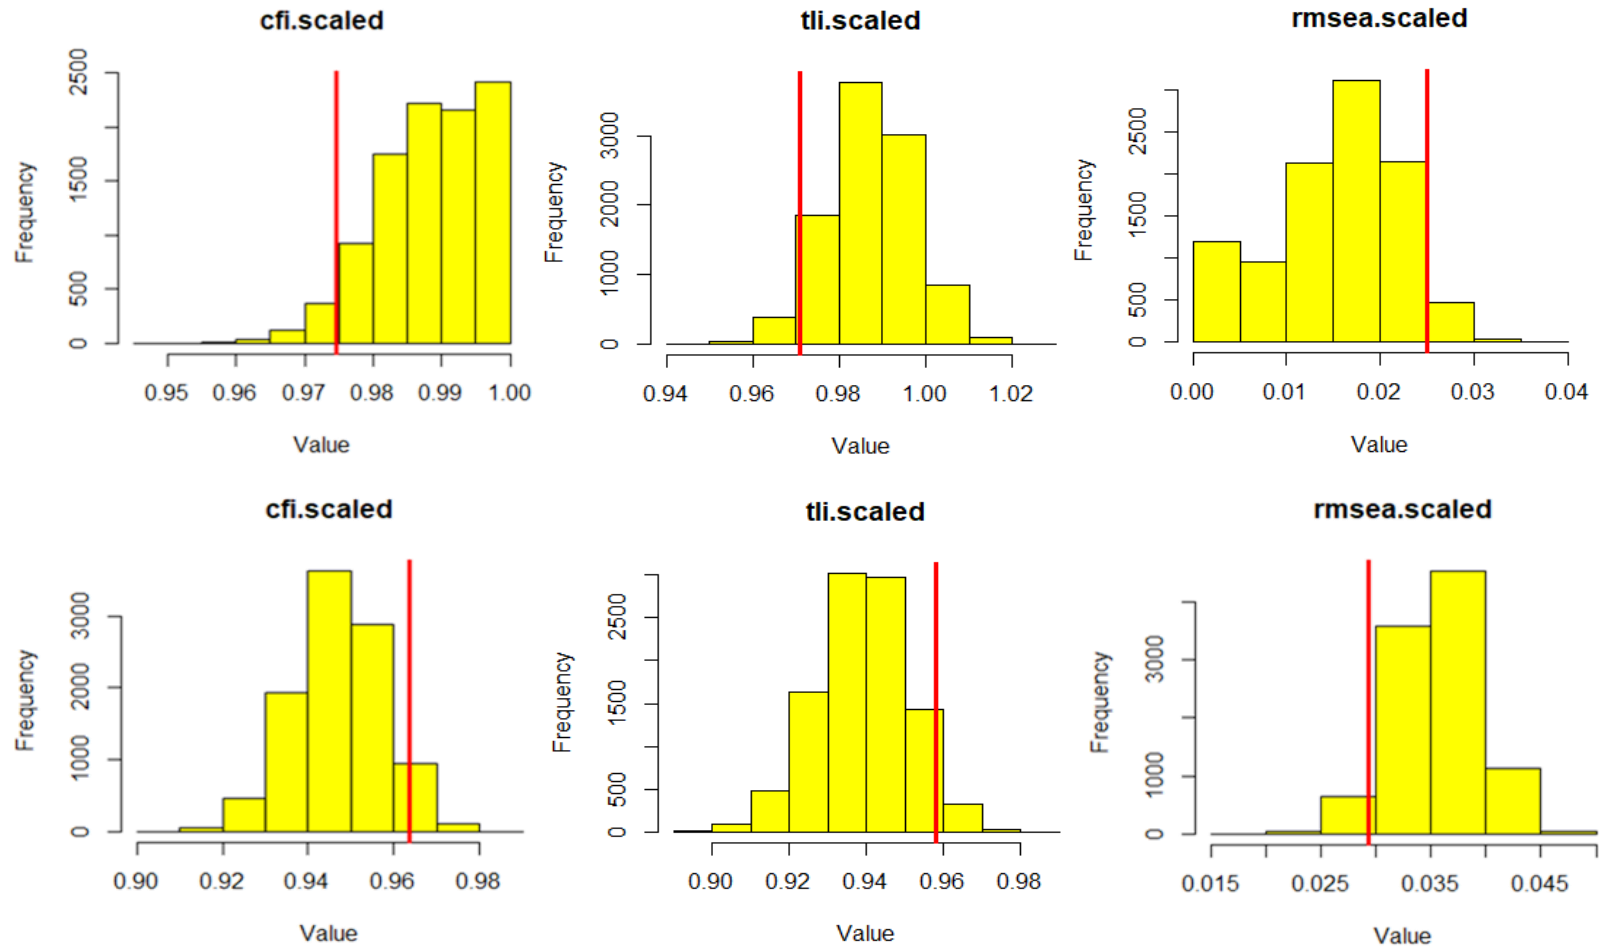 cfi.scaled
Frequency
0 500 1500 2500
0.95 0.96 0.97 0.98 0.99 1.00
Value
tli.scaled
Frequency
0 1000 2000 3000
0.94 0.96 0.98 1.00 1.02
Value
rmsea.scaled
Frequency
0 500 1500 2500
0.00 0.01 0.02 0.03 0.04
Value
cfi.scaled
Frequency
0 1000 2000 3000
0.90 0.92 0.94 0.96 0.98
Value
tli.scaled
Frequency
0 500 1500 2500
0.90 0.92 0.94 0.96 0.98
Value
rmsea.scaled
Frequency
0 1000 3000
0.015 0.025 0.035 0.045
Value